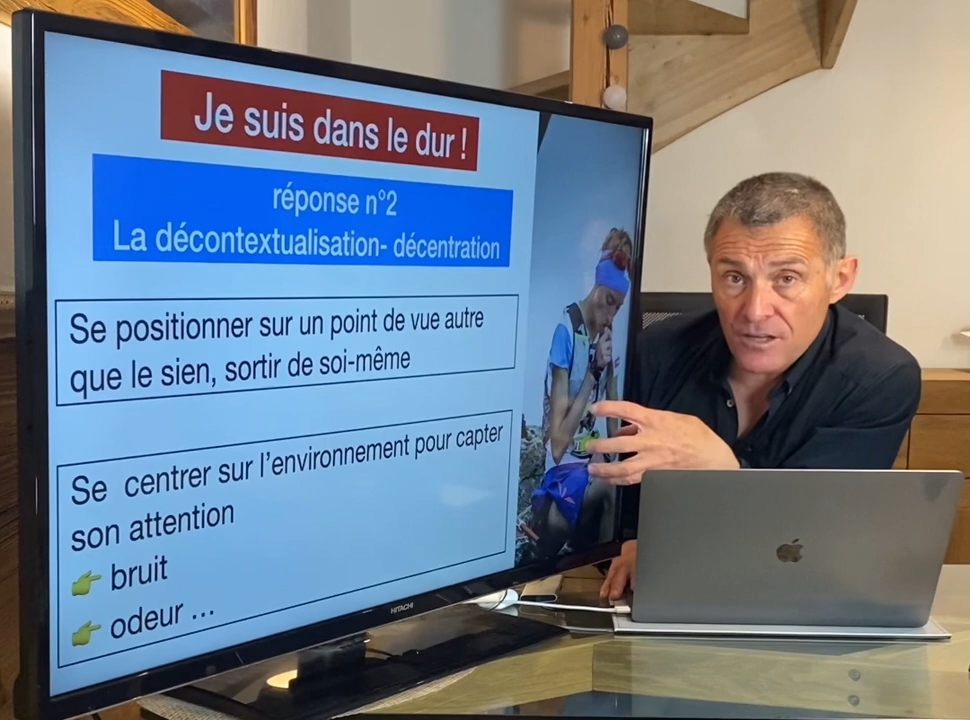 Je suis dans le dur !
réponse n°2
La décontextualisation- décentration
Se positionner sur un point de vue autre
que le sien, sortir de soi-même
Se centrer sur l'environnement pour capter
son attention
bruit
odeur ...
HITACHI